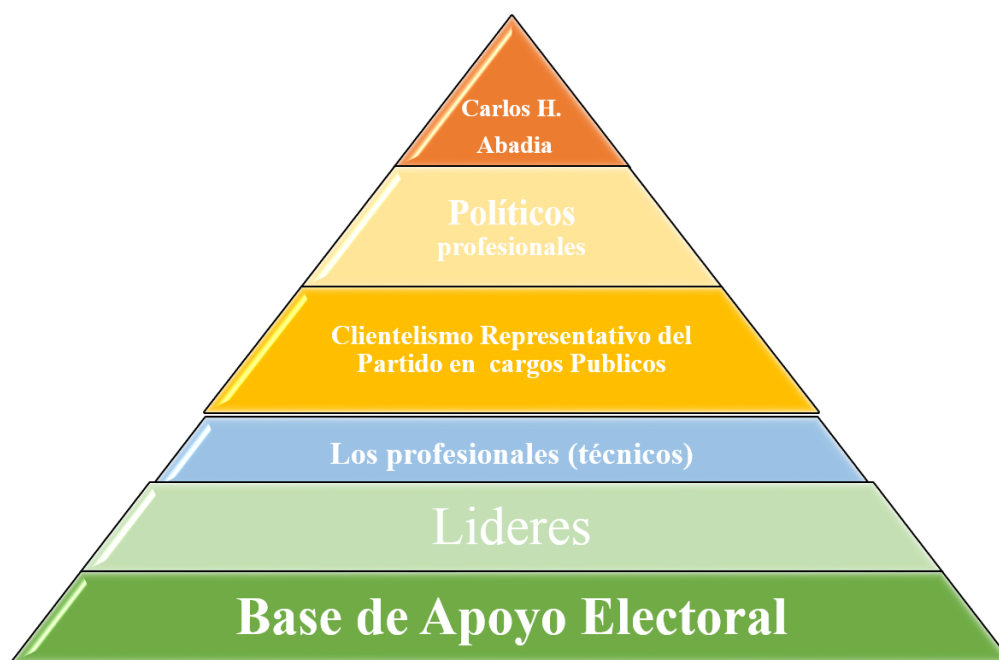 Carlos H.
Abadia
Políticos
profesionales
Clientelismo Representativo del
Partido en cargos Publicos
Los profesionales (técnicos)
Lideres
Base de Apoyo Electoral